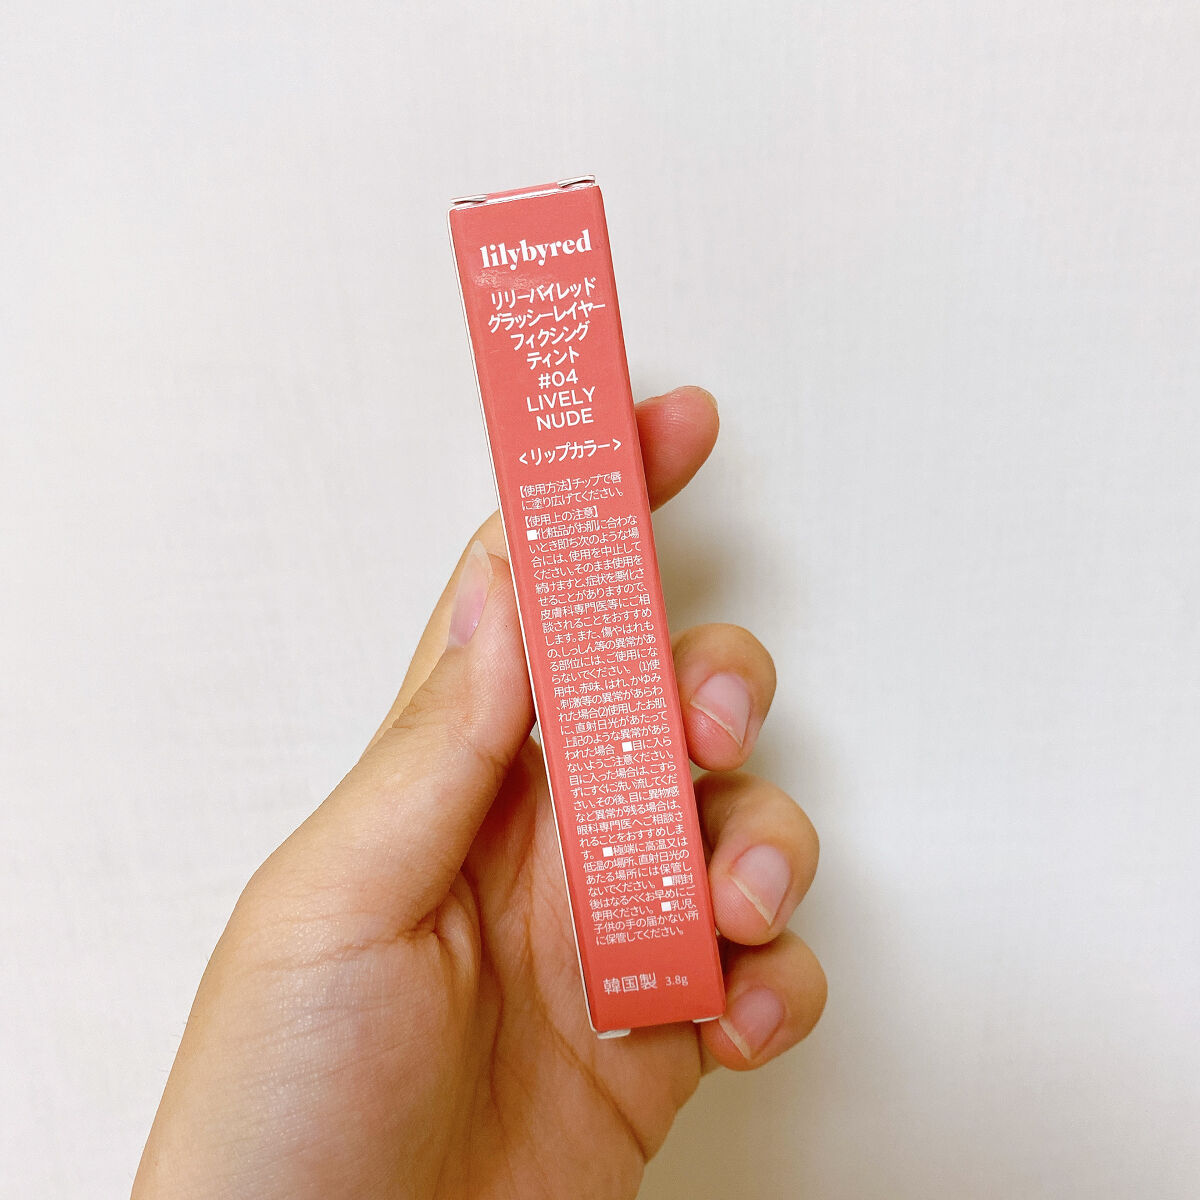 lilybyred
リリーバイレッド
グラッシーレイヤー
フィクシング
ティント
#04
LIVELY
NUDE
<リップカラー>
【使用方法】チップで唇
に塗り広げてください。
【使用上の注意】
■化粧品がお肌に合わな
いとき即ち次のような場
合には、使用を中止して
ください。そのまま使用を
続けますと、症状を悪化さ
せることがありますので、
皮膚科専門医等にご相
談されることをおすすめ
します。また、傷やはれも
の、しっしん等の異常があ
る部位には、ご使用にな
らないでください。 (1)使
用中、赤味、はれ、かゆみ
、刺激等の異常があらわ
れた場合(2)使用したお肌
に、直射日光があたって
上記のような異常があら
われた場合 ■目に入ら
ないようご注意ください。
目に入った場合は、こすら
ずにすぐに洗い流してくだ
さい。その後、目に異物感
など異常が残る場合は、
眼科専門医へご相談さ
れることをおすすめしま
す。 ■極端に高温又は
低温の場所、直射日光の
あたる場所には保管し
ないでください。 ■開封
後はなるべくお早めにご
使用ください。 ■乳児、
子供の手の届かない所
に保管してください。
韓国製 3.8g